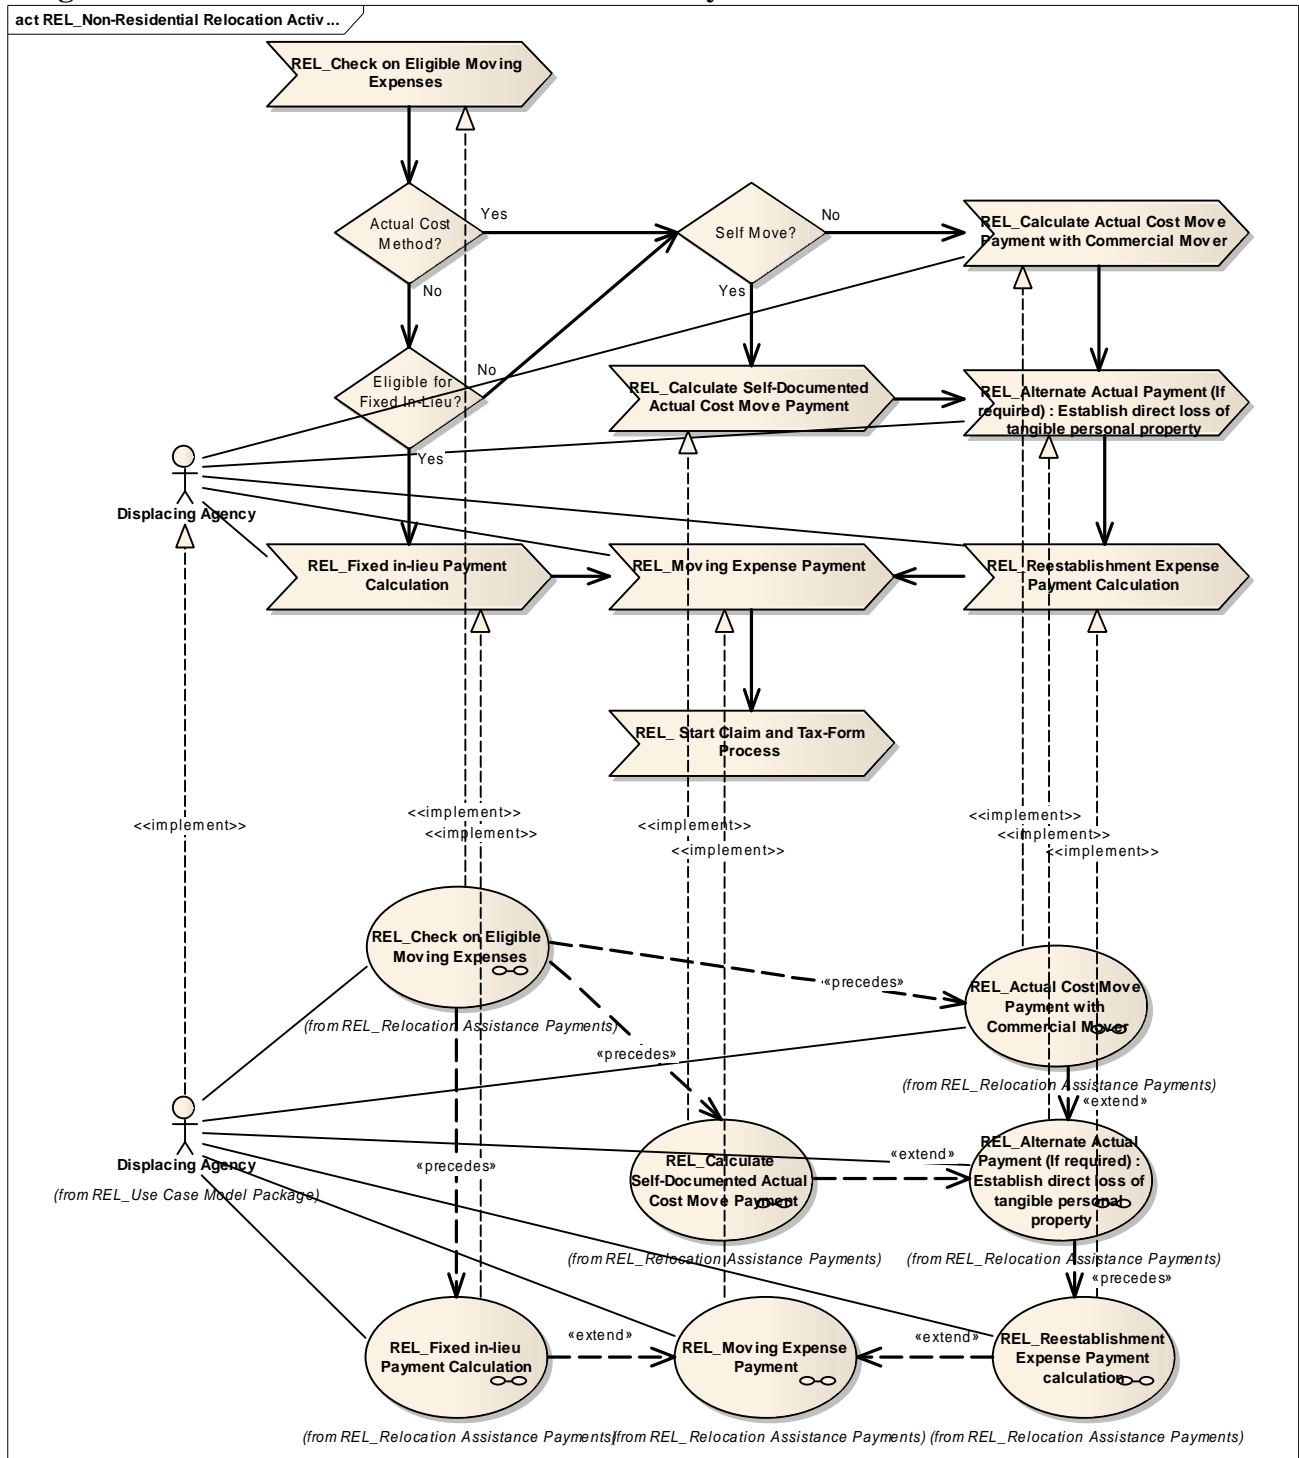 act REL_Non-Residential Relocation Activ...
REL_Check on Eligible Moving
Expenses
Actual Cost
Method?
Yes
Self Move?
No
REL_Calculate Actual Cost Move
Payment with Commercial Mover
No
Yes
Eligible for
Fixed In-Lieu?
No
REL_Calculate Self-Documented
Actual Cost Move Payment
REL_Alternate Actual Payment (If
required) : Establish direct loss of
tangible personal property
Yes
Displacing Agency
REL_Fixed in-lieu Payment
Calculation
REL_Moving Expense Payment
REL_Reestablishment Expense
Payment Calculation
REL_ Start Claim and Tax-Form
Process
<<implement>>
<<implement>>
<<implement>>
<<implement>>
<<implement>>
<<implement>>
<<implement>>
<<implement>>
REL_Check on Eligible
Moving Expenses
(from REL_Relocation Assistance Payments)
«precedes»
REL_Actual Cost Move
Payment with
Commercial Mover
(from REL_Relocation Assistance Payments)
«precedes»
«extend»
Displacing Agency
(from REL_Use Case Model Package)
«precedes»
REL_Calculate
Self-Documented Actual
Cost Move Payment
(from REL_Relocation Assistance Payments)
«extend»
REL_Alternate Actual
Payment (If required) :
Establish direct loss of
tangible personal
property
(from REL_Relocation Assistance Payments)
«precedes»
REL_Fixed in-lieu
Payment Calculation
(from REL_Relocation Assistance Payments)
«extend»
REL_Moving Expense
Payment
(from REL_Relocation Assistance Payments)
«extend»
REL_Reestablishment
Expense Payment
calculation
(from REL_Relocation Assistance Payments)